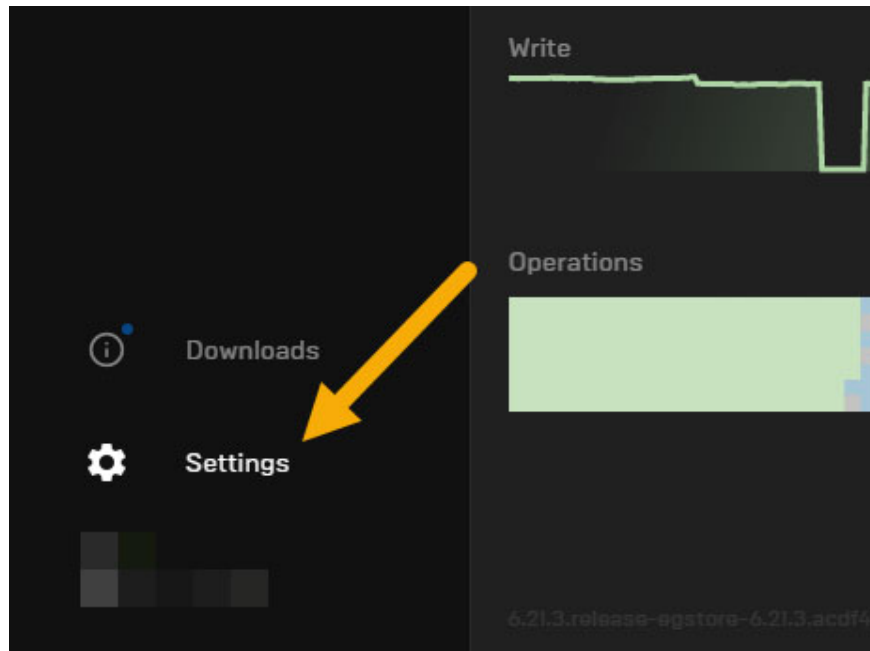 Write
Operations
Downloads
Settings
6.21.3.release-egstore-6.21.3.acdf4